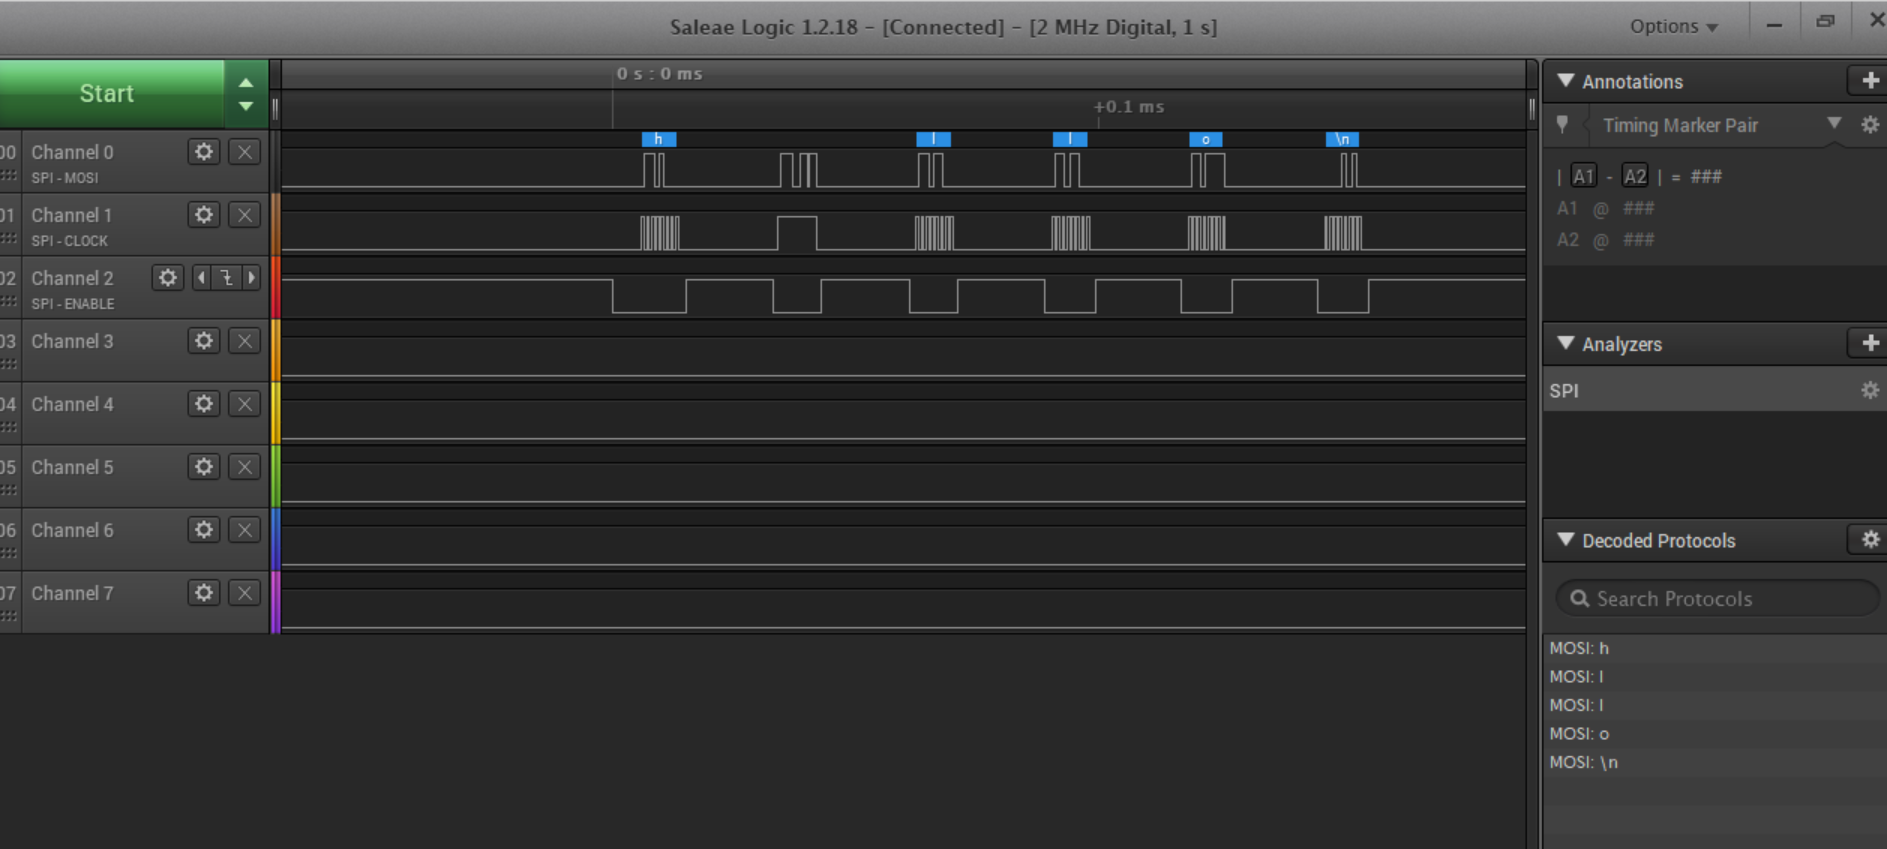 Saleae Logic 1.2.18 - [Connected] - [2 MHz Digital, 1 s]
Options
Start
0 s : 0 ms
+0.1 ms
00 Channel 0
SPI - MOSI
h l l o \n
01 Channel 1
SPI - CLOCK
02 Channel 2
SPI - ENABLE
03 Channel 3
04 Channel 4
05 Channel 5
06 Channel 6
07 Channel 7
Annotations
Timing Marker Pair
| A1 - A2 | = ###
A1 @ ###
A2 @ ###
Analyzers
SPI
Decoded Protocols
Search Protocols
MOSI: h
MOSI: l
MOSI: l
MOSI: o
MOSI: \n